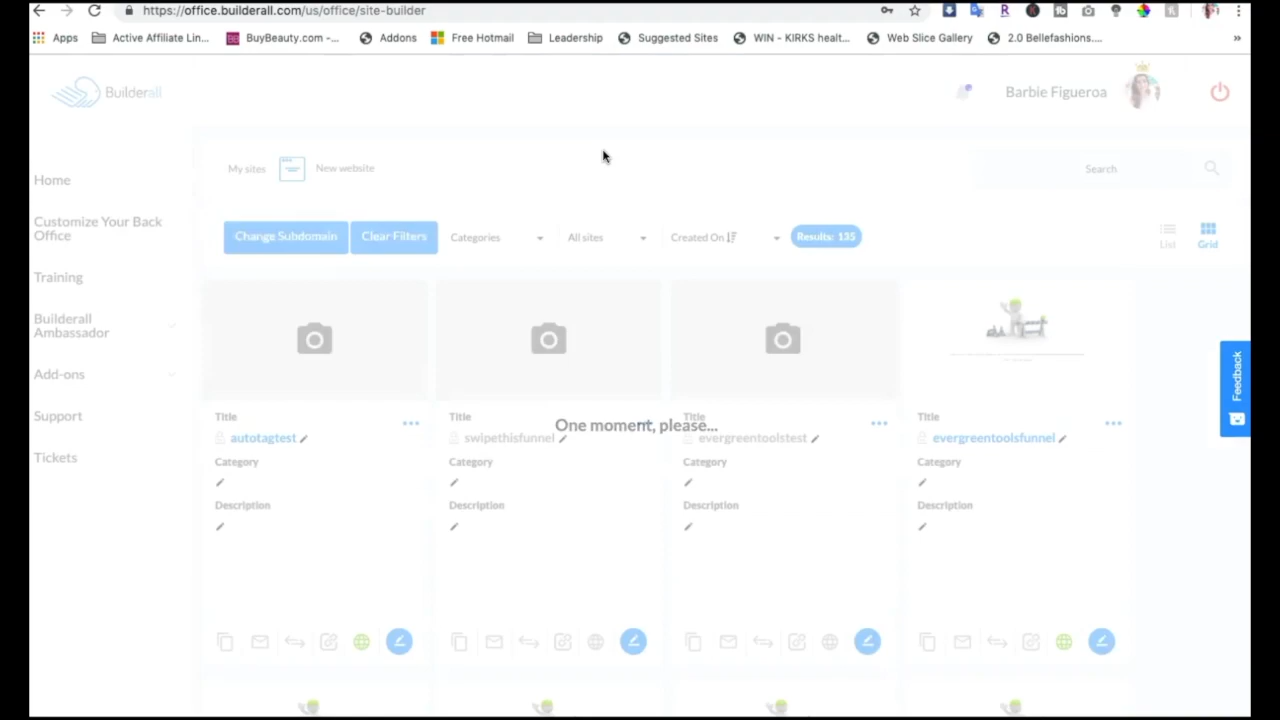 https://office.builderall.com/us/office/site-builder
Apps Active Affiliate Lin... BuyBeauty.com -... Addons Free Hotmail Leadership Suggested Sites WIN - KIRKS healt... Web Slice Gallery 2.0 Bellefashions.... »
Builderall
Barbie Figueroa
Home
Customize Your Back
Office
Training
Builderall
Ambassador
Add-ons
Support
Tickets
My sites New website Search
Change Subdomain Clear Filters Categories All sites Created On Results: 135 List Grid
Feedback
One moment, please...
Title Title Title Title
autotagtest swipethisfunnel evergreentoolstest evergreentoolsfunnel
Category Category Category Category
Description Description Description Description